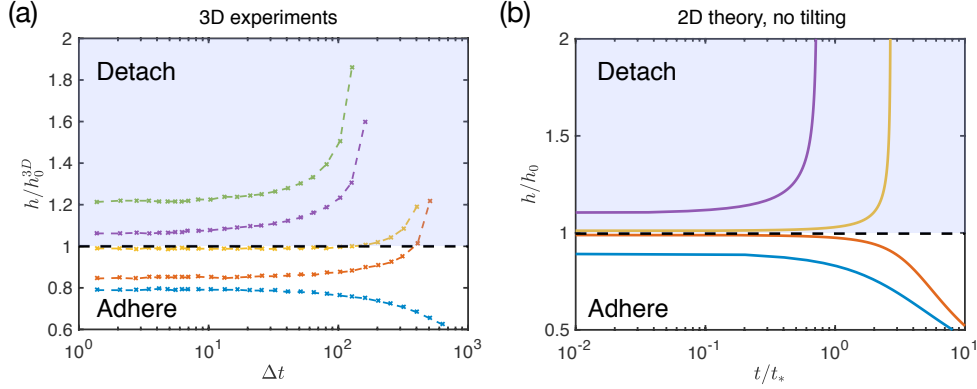 (a)
3D experiments
2
1.8
1.6
1.4
1.2
1
0.8
0.6
h/h_0^{3D}
Detach
Adhere
10^0
10^1
10^2
10^3
Δt
(b)
2D theory, no tilting
2
1.5
1
0.5
h/h_0
Detach
Adhere
10^{-2}
10^{-1}
10^0
10^1
t/t_*